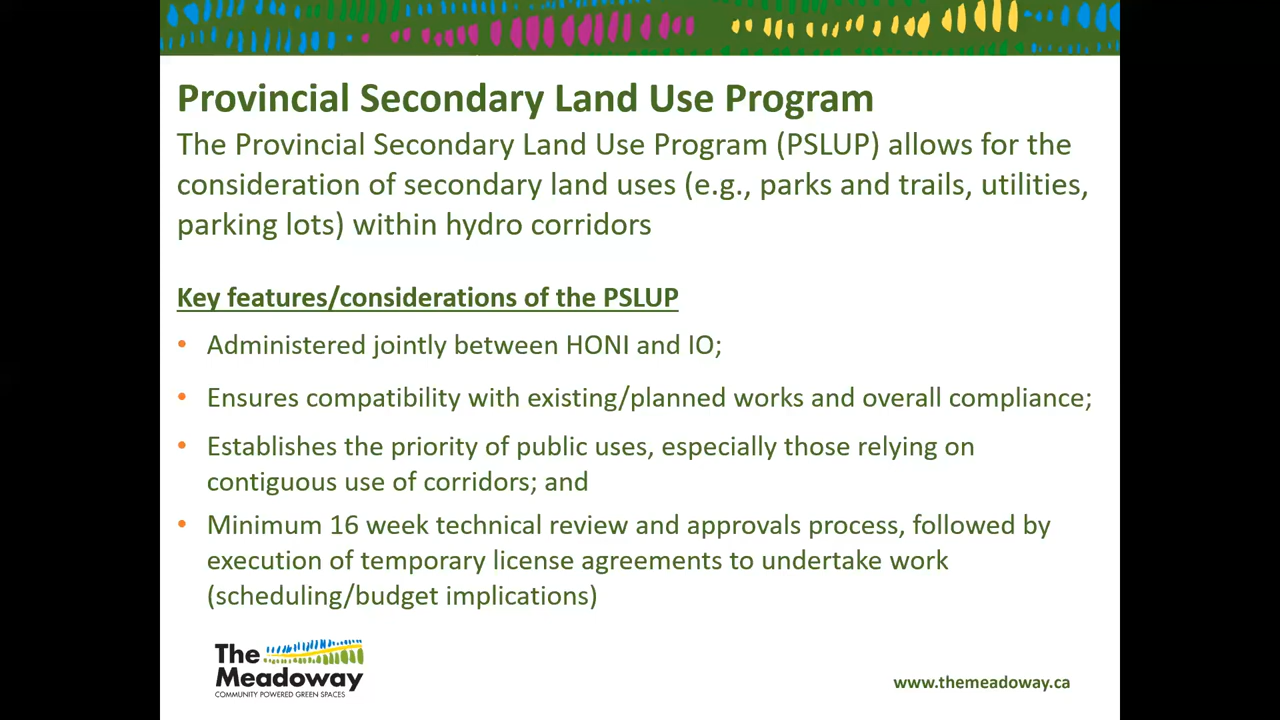 Provincial Secondary Land Use Program
The Provincial Secondary Land Use Program (PSLUP) allows for the
consideration of secondary land uses (e.g., parks and trails, utilities,
parking lots) within hydro corridors
Key features/considerations of the PSLUP
• Administered jointly between HONI and IO;
• Ensures compatibility with existing/planned works and overall compliance;
• Establishes the priority of public uses, especially those relying on
contiguous use of corridors; and
• Minimum 16 week technical review and approvals process, followed by
execution of temporary license agreements to undertake work
(scheduling/budget implications)
The
Meadoway
COMMUNITY POWERED GREEN SPACES
www.themeadoway.ca